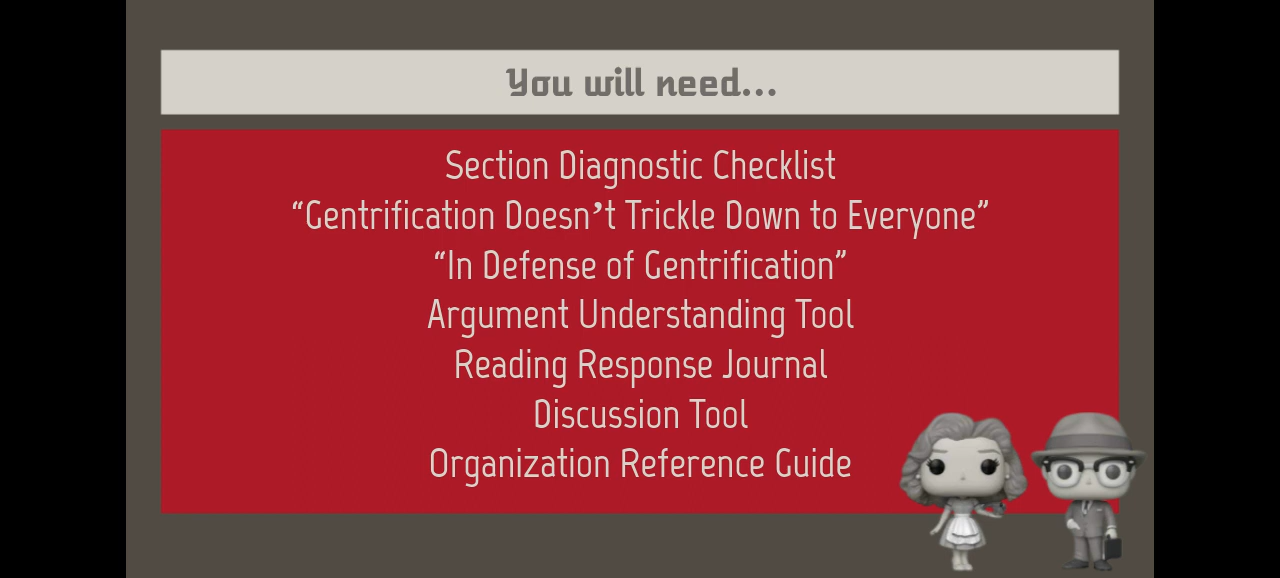 You will need...
Section Diagnostic Checklist
“Gentrification Doesn’t Trickle Down to Everyone”
“In Defense of Gentrification”
Argument Understanding Tool
Reading Response Journal
Discussion Tool
Organization Reference Guide